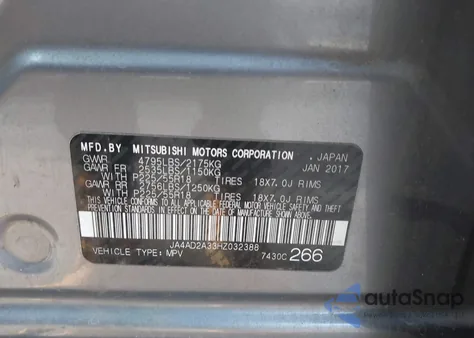 MFD.BY MITSUBISHI MOTORS CORPORATION , JAPAN
GVWR 4795LBS/2175KG JAN 2017
GAWR FR 2535LBS/1150KG
WITH P225/55R18 TIRES 18X7.0J RIMS
GAWR RR 2756LBS/1250KG
WITH P225/55R18 TIRES 18X7.0J RIMS
THIS VEHICLE CONFORMS TO ALL APPLICABLE
FEDERAL MOTOR VEHICLE SAFETY AND
THEFT PREVENTION STANDARDS IN EFFECT ON
THE DATE OF MANUFACTURE SHOWN ABOVE.
JA4AD2A33HZ032388
VEHICLE TYPE: MPV 7430C 266
autoSnap